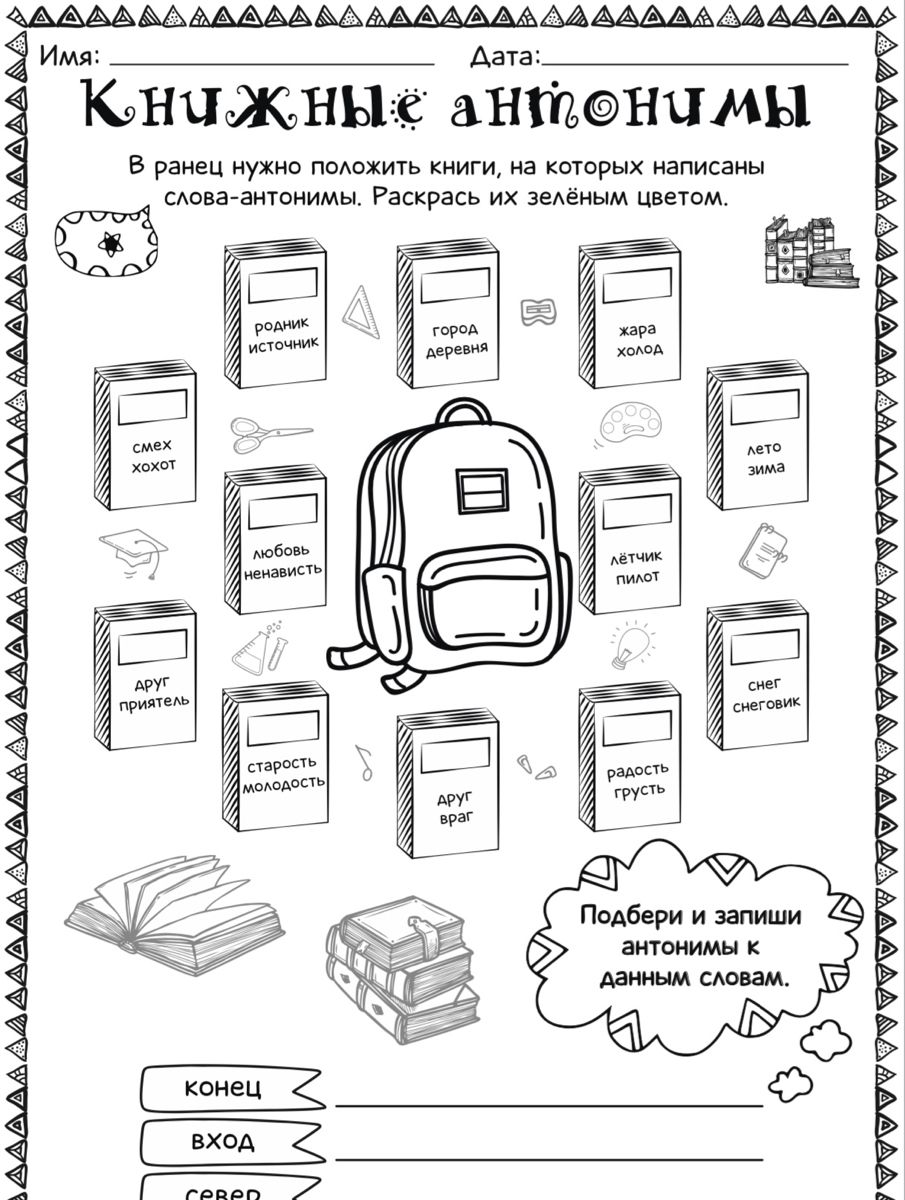 Имя: Дата:
Книжные антонимы
В ранец нужно положить книги, на которых написаны
слова-антонимы. Раскрась их зелёным цветом.
родник
источник
город
деревня
жара
холод
смех
хохот
лето
зима
любовь
ненависть
лётчик
пилот
друг
приятель
снег
снеговик
старость
молодость
друг
враг
радость
грусть
Подбери и запиши
антонимы к
данным словам.
конец
вход
север